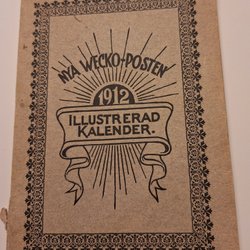 NYA WECKO-POSTEN
1912
ILLUSTRERAD
KALENDER.